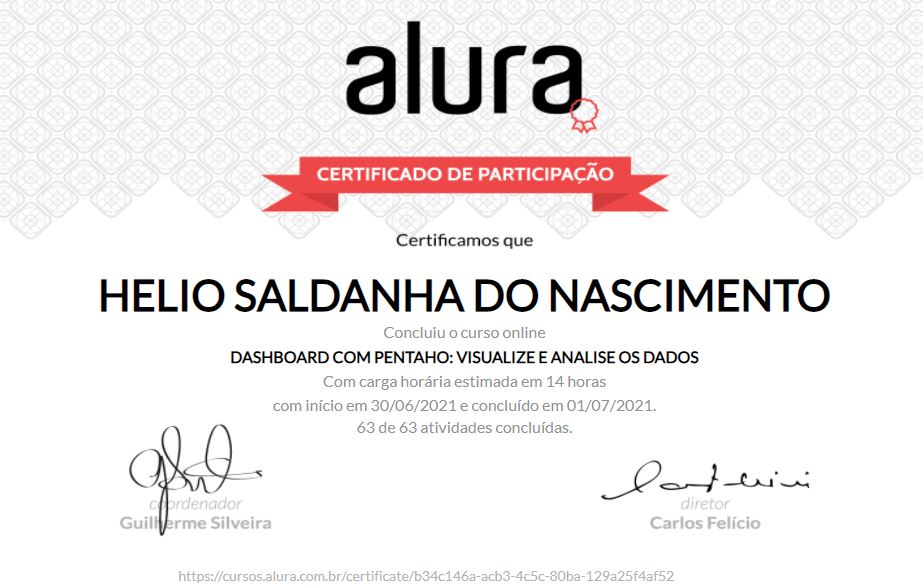 alura
CERTIFICADO DE PARTICIPAÇÃO
Certificamos que
HELIO SALDANHA DO NASCIMENTO
Concluiu o curso online
DASHBOARD COM PENTAHO: VISUALIZE E ANALISE OS DADOS
Com carga horária estimada em 14 horas
com início em 30/06/2021 e concluído em 01/07/2021.
63 de 63 atividades concluídas.
coordenador
Guilherme Silveira
diretor
Carlos Felício
https://cursos.alura.com.br/certificate/b34c146a-acb3-4c5c-80ba-129a25f4af52